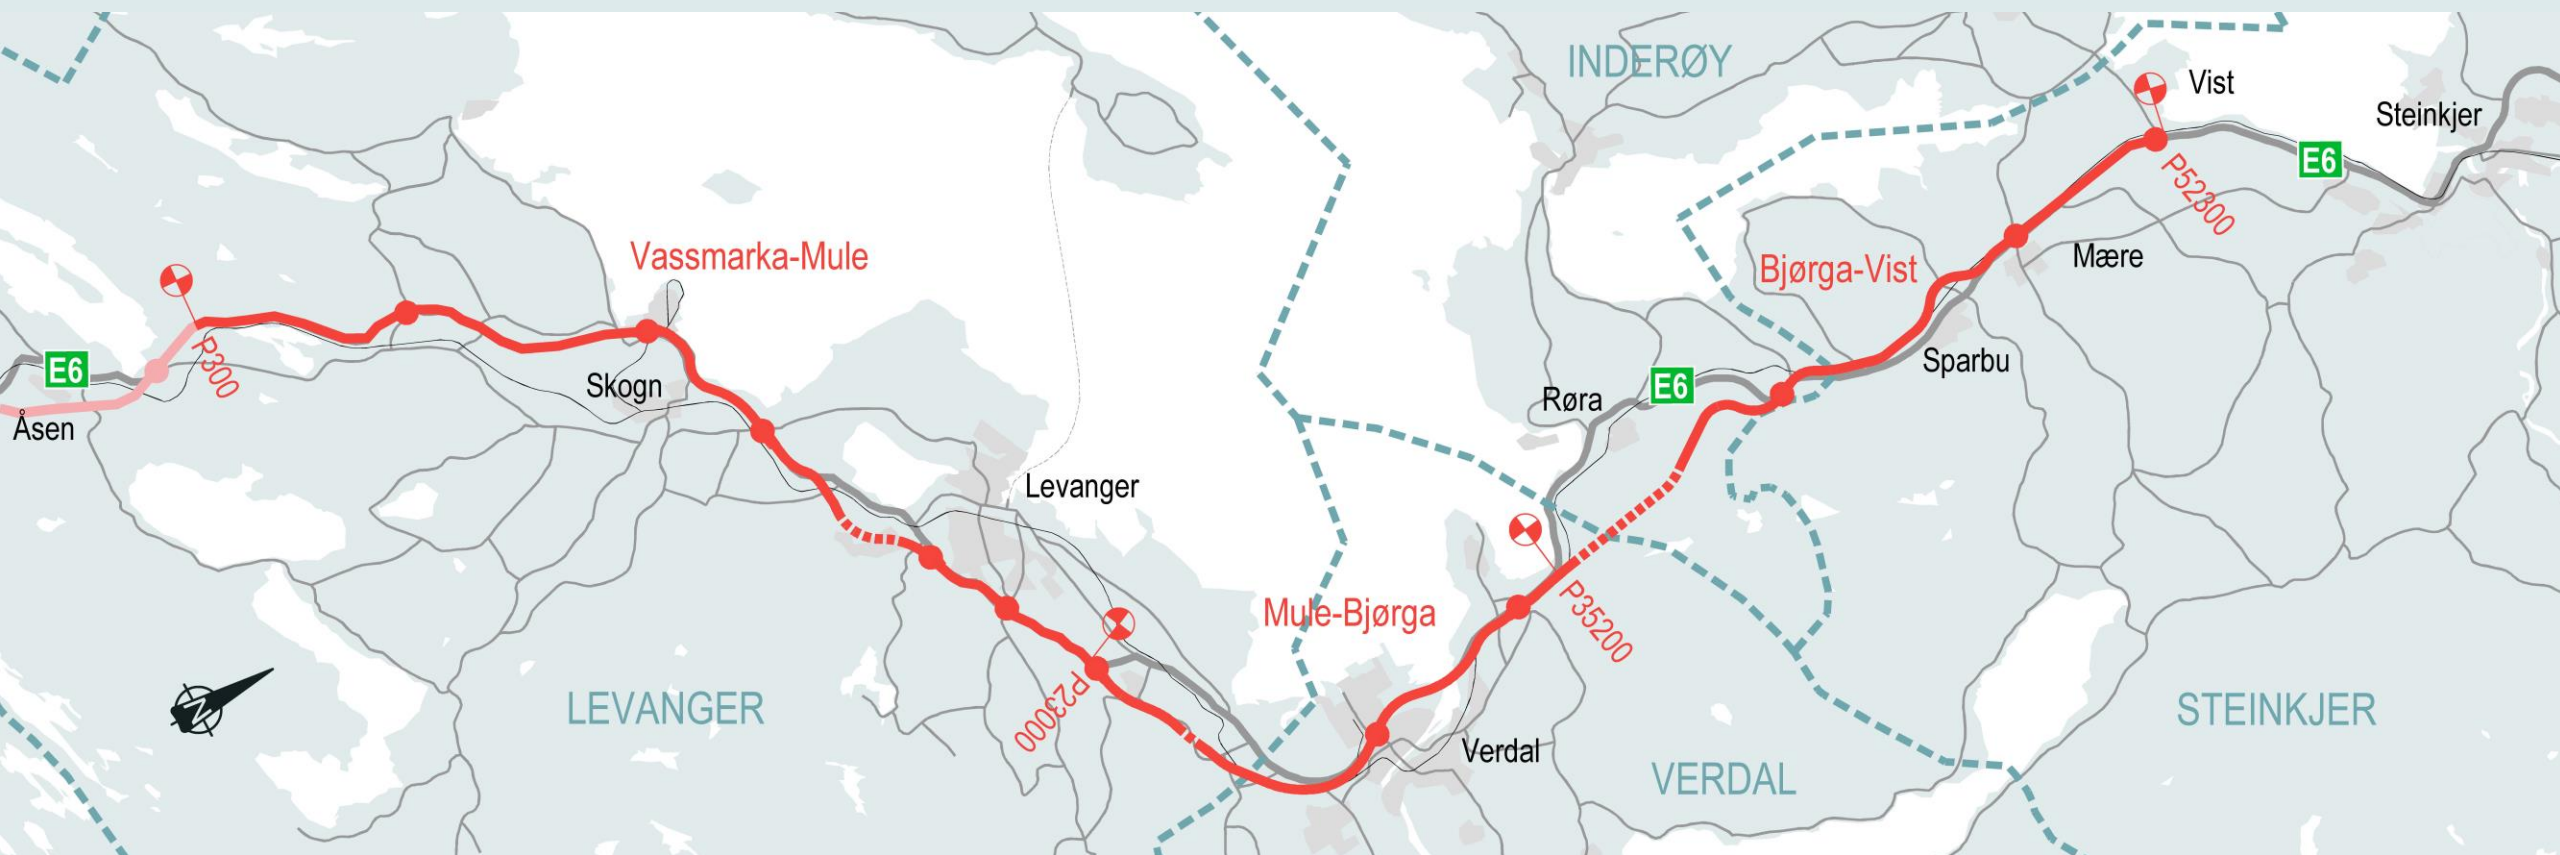 INDERØY
Vist
Steinkjer
E6
P52300
Vassmarka-Mule
Bjørga-Vist
Mære
E6
P300
Skogn
E6
Røra
Sparbu
Åsen
Levanger
Mule-Bjørga
P35200
N
LEVANGER
P23000
Verdal
VERDAL
STEINKJER